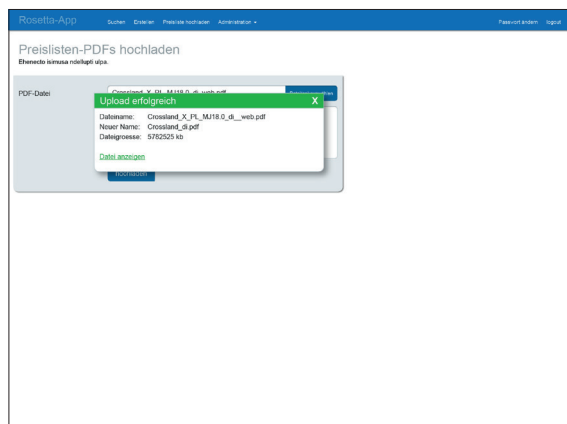 Rosetta-App Suchen Erstellen Preisliste hochladen Administration Passwort ändern logout
Preislisten-PDFs hochladen
Ehenecto isimusa ndellupti ulpa.
PDF-Datei
Upload erfolgreich X
Dateiname: Crossland_X_PL_MJ18.0_di__web.pdf
Neuer Name: Crossland_di.pdf
Dateigroesse: 5782525 kb
Datei anzeigen
hochladen